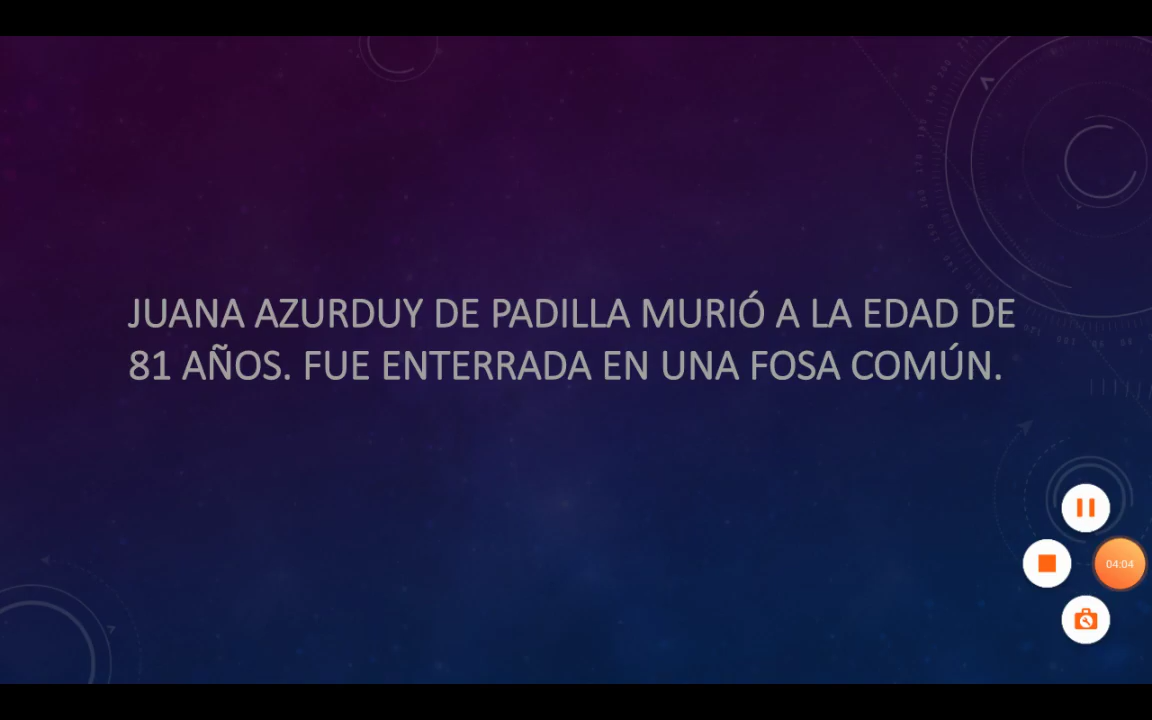 JUANA AZURDUY DE PADILLA MURIÓ A LA EDAD DE
81 AÑOS. FUE ENTERRADA EN UNA FOSA COMÚN.
04:04